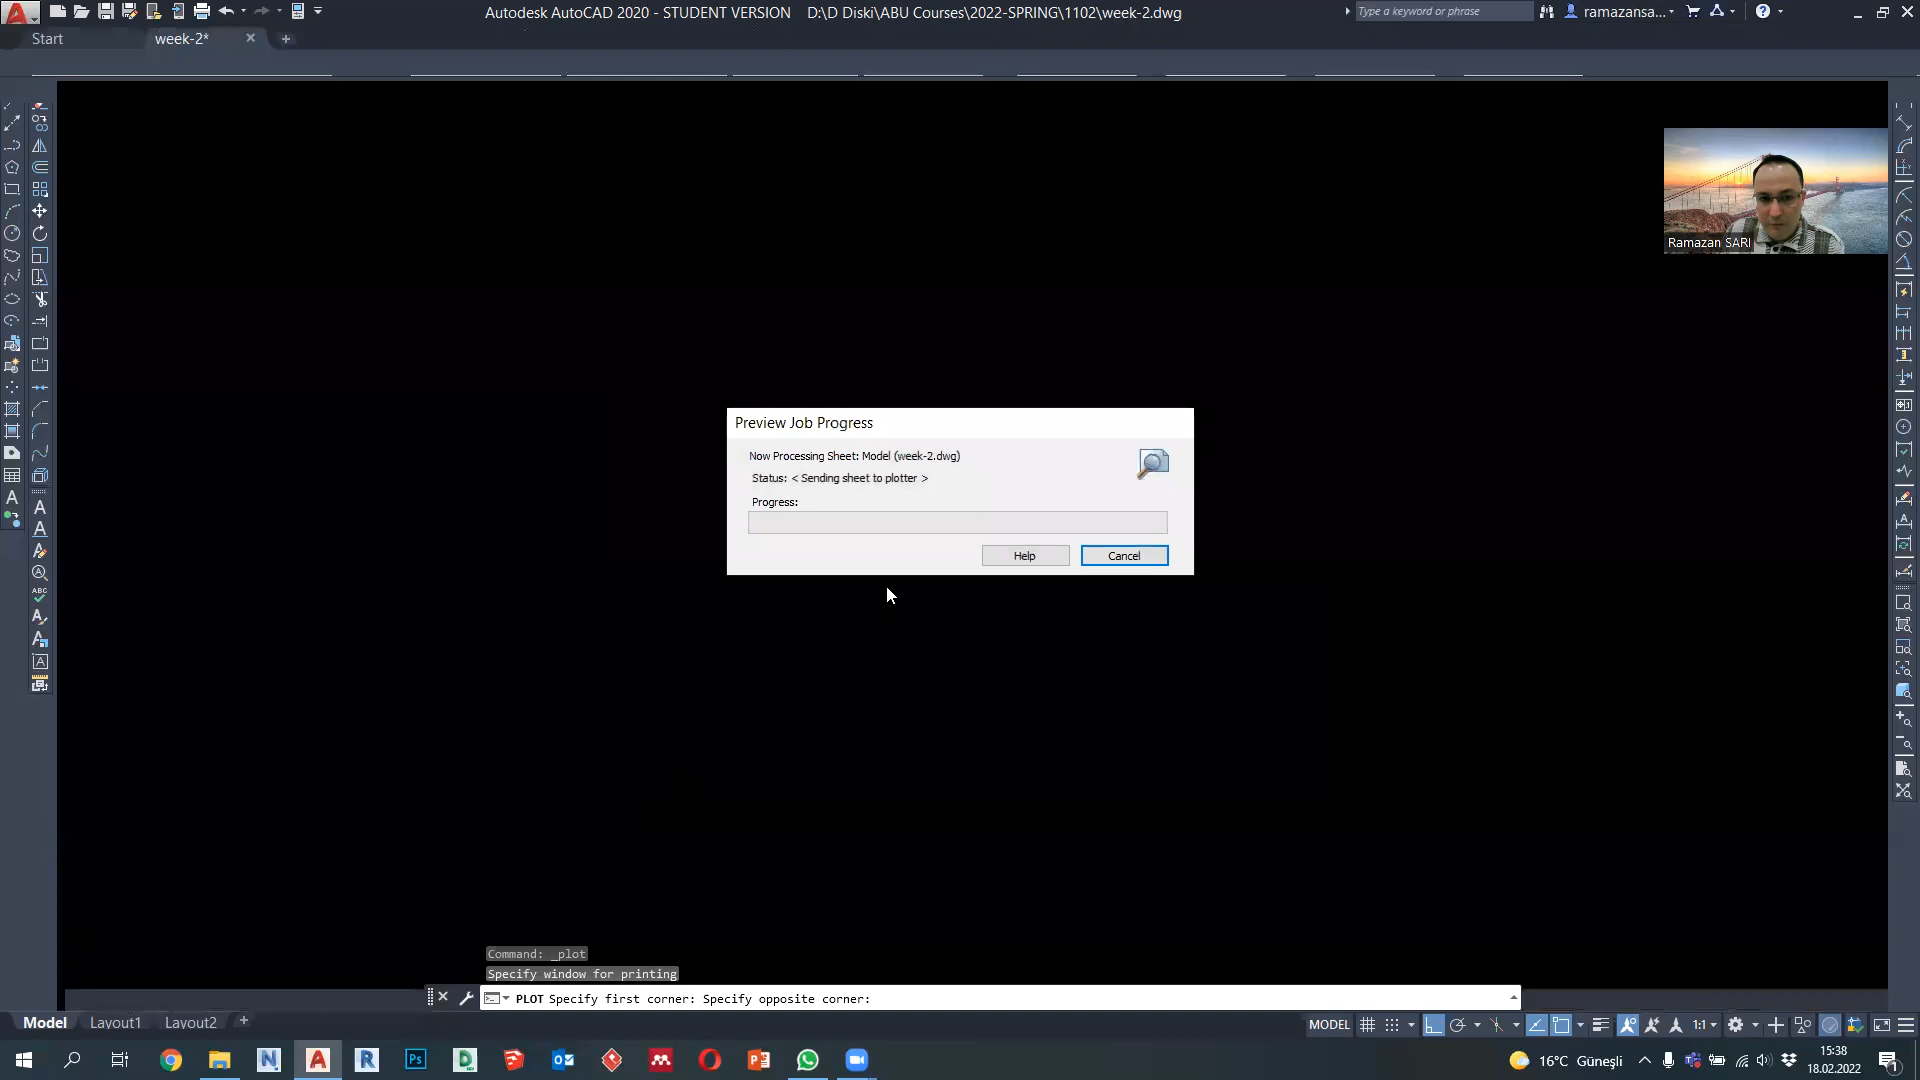 Autodesk AutoCAD 2020 - STUDENT VERSION D:\D Diski\ABU Courses\2022-SPRING\1102\week-2.dwg
Type a keyword or phrase
ramazansa...
Start
week-2*
Ramazan SARI
Preview Job Progress
Now Processing Sheet: Model (week-2.dwg)
Status: < Sending sheet to plotter >
Progress:
Help
Cancel
Command: _plot
Specify window for printing
PLOT Specify first corner: Specify opposite corner:
Model
Layout1
Layout2
MODEL
1:1
16°C Güneşli
15:38
18.02.2022